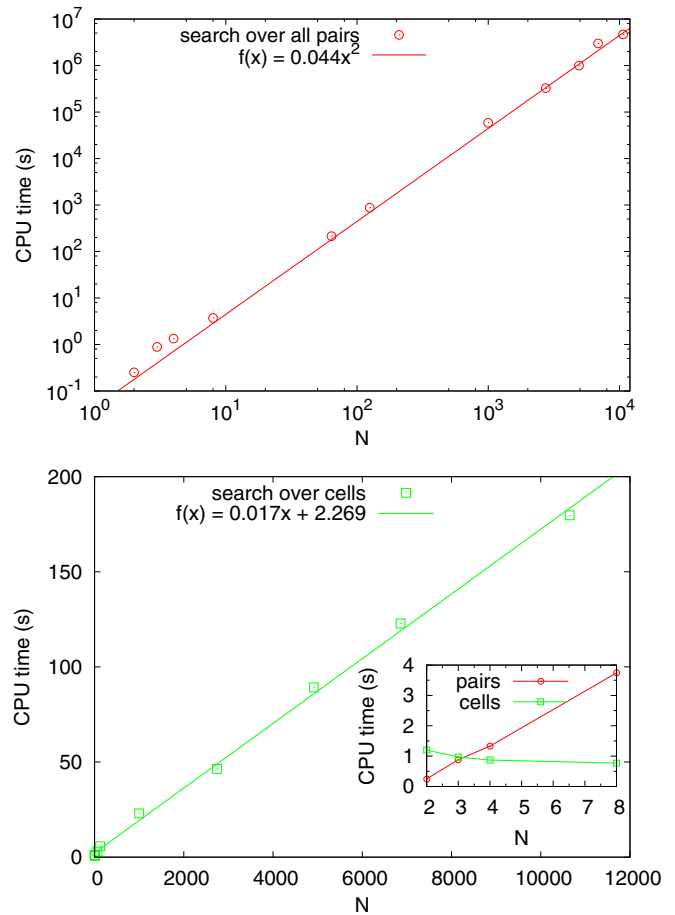 10^7
10^6
10^5
10^4
10^3
10^2
10^1
10^0
10^-1
CPU time (s)
search over all pairs
f(x) = 0.044x^2
10^0 10^1 10^2 10^3 10^4
N
200
150
100
50
0
CPU time (s)
search over cells
f(x) = 0.017x + 2.269
4
3
2
1
0
CPU time (s)
pairs
cells
2 3 4 5 6 7 8
N
0 2000 4000 6000 8000 10000 12000
N